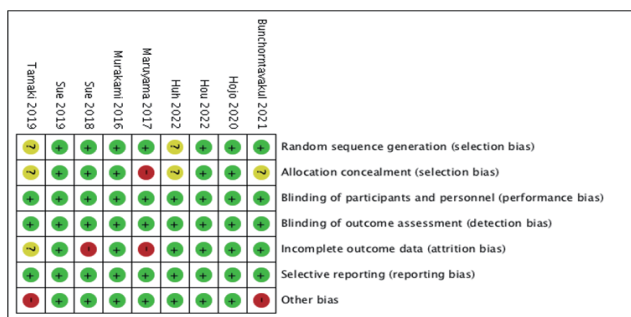 Tamaki 2019
Sue 2019
Sue 2018
Murakami 2016
Maruyama 2017
Huh 2022
Hou 2022
Hojo 2020
Bunchorntavakul 2021
? + + + + ? + + + Random sequence generation (selection bias)
? + + + - ? + + ? Allocation concealment (selection bias)
+ + + + + + + + + Blinding of participants and personnel (performance bias)
+ + + + + + + + + Blinding of outcome assessment (detection bias)
? + - + - + + + + Incomplete outcome data (attrition bias)
+ + + + + + + + + Selective reporting (reporting bias)
- + + + + + + + - Other bias